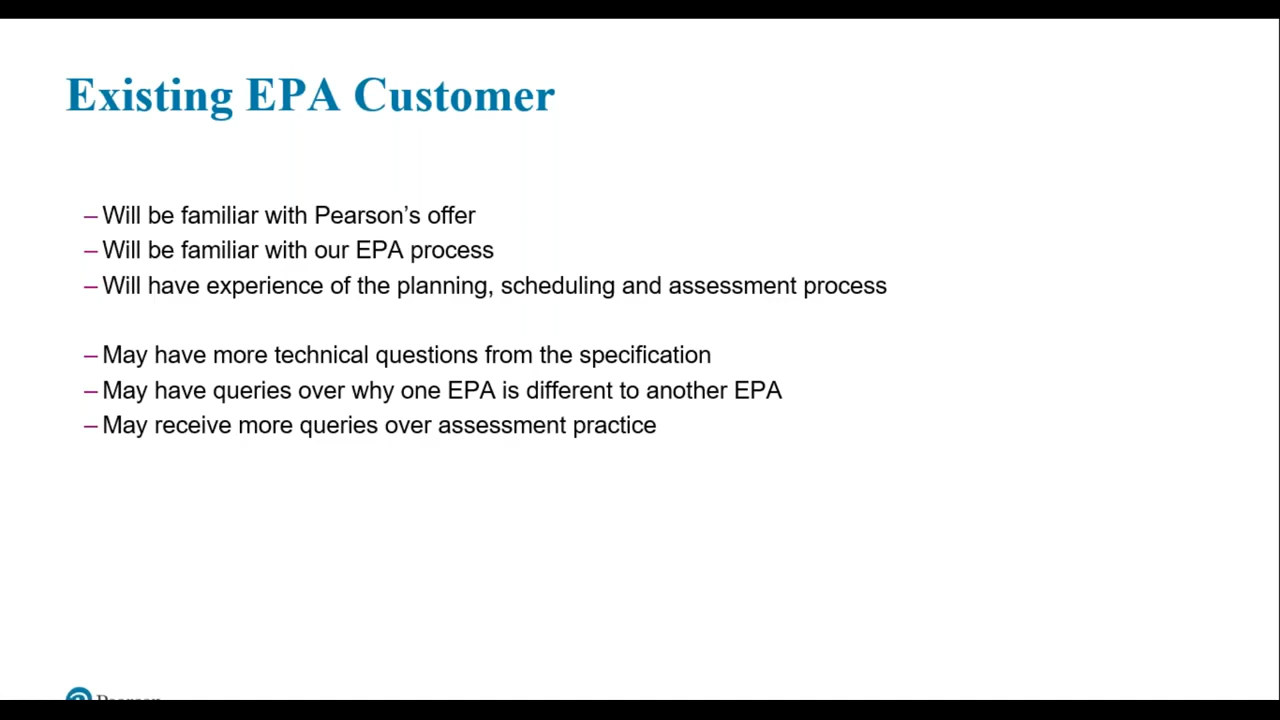 Existing EPA Customer
– Will be familiar with Pearson’s offer
– Will be familiar with our EPA process
– Will have experience of the planning, scheduling and assessment process
– May have more technical questions from the specification
– May have queries over why one EPA is different to another EPA
– May receive more queries over assessment practice
Pearson